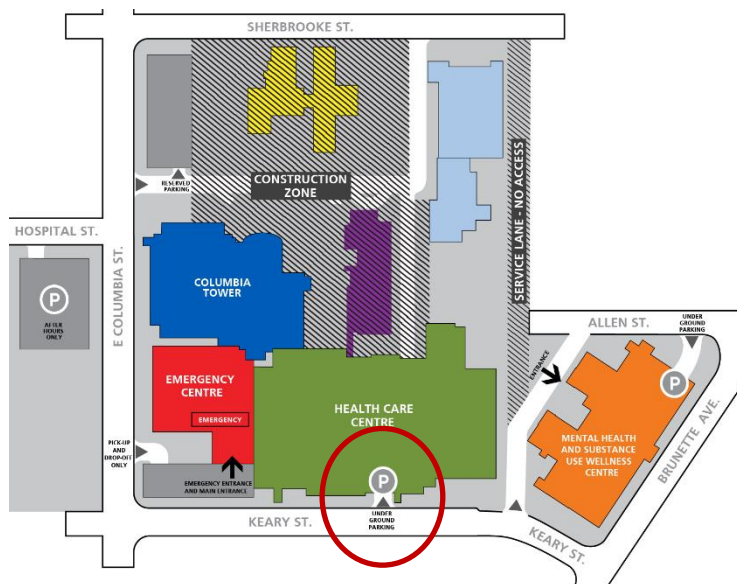 SHERBROOKE ST.
RESERVED
PARKING
CONSTRUCTION
ZONE
SERVICE LANE - NO ACCESS
HOSPITAL ST.
E COLUMBIA ST.
P
AFTER
HOURS
ONLY
COLUMBIA
TOWER
ALLEN ST.
UNDER
GROUND
PARKING
ENTRANCE
P
EMERGENCY
CENTRE
EMERGENCY
HEALTH CARE
CENTRE
MENTAL HEALTH
AND SUBSTANCE
USE WELLNESS
CENTRE
BRUNETTE AVE.
PICK-UP
AND
DROP-OFF
ONLY
EMERGENCY ENTRANCE
AND MAIN ENTRANCE
P
UNDER
GROUND
PARKING
KEARY ST.
KEARY ST.